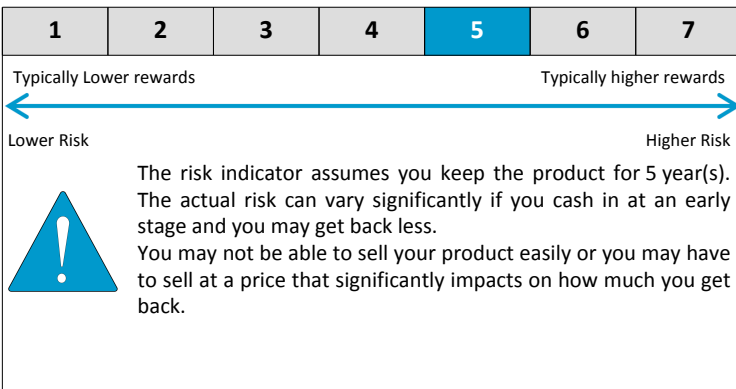 1 2 3 4 5 6 7
Typically Lower rewards Typically higher rewards
Lower Risk Higher Risk
The risk indicator assumes you keep the product for 5 year(s).
The actual risk can vary significantly if you cash in at an early
stage and you may get back less.
You may not be able to sell your product easily or you may have
to sell at a price that significantly impacts on how much you get
back.